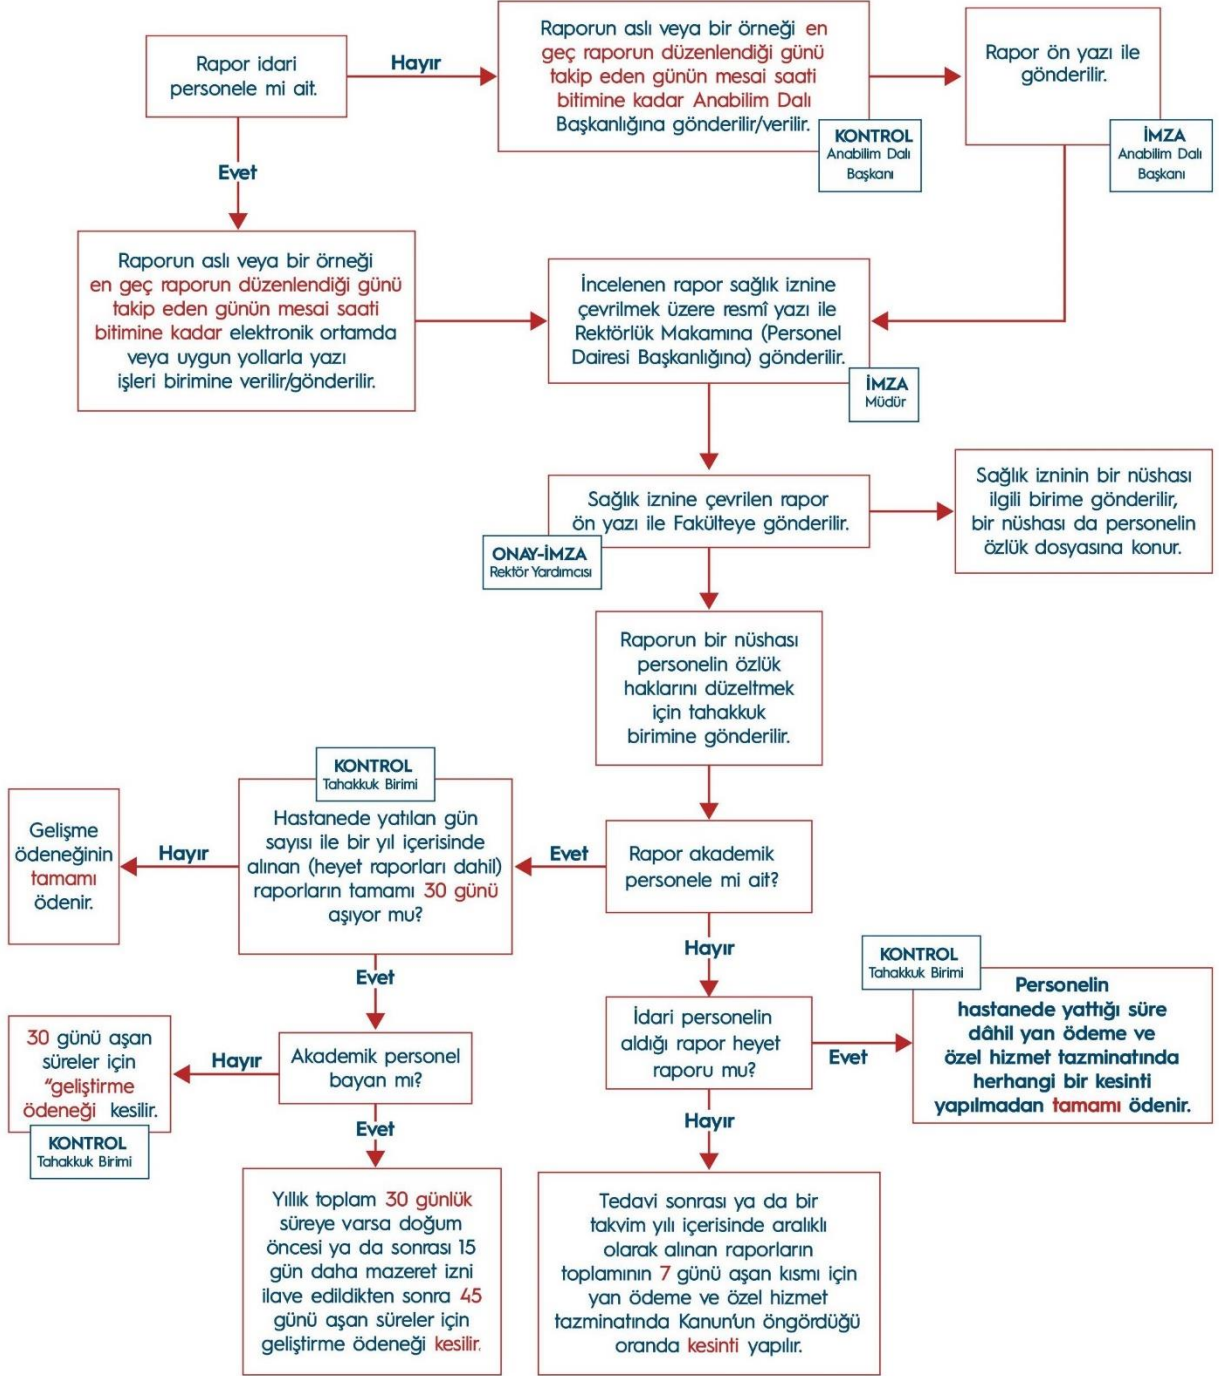 Rapor idari
personele mi ait.
Hayır
Raporun aslı veya bir örneği en
geç raporun düzenlendiği günü
takip eden günün mesai saati
bitimine kadar Anabilim Dalı
Başkanlığına gönderilir/verilir.
KONTROL
Anabilim Dalı
Başkanı
Rapor ön yazı ile
gönderilir.
İMZA
Anabilim Dalı
Başkanı
Evet
Raporun aslı veya bir örneği
en geç raporun düzenlendiği günü
takip eden günün mesai saati
bitimine kadar elektronik ortamda
veya uygun yollarla yazı
işleri birimine verilir/gönderilir.
İncelenen rapor sağlık iznine
çevrilmek üzere resmî yazı ile
Rektörlük Makamına (Personel
Dairesi Başkanlığına) gönderilir.
İMZA
Müdür
Sağlık iznine çevrilen rapor
ön yazı ile Fakülteye gönderilir.
ONAY-İMZA
Rektör Yardımcısı
Sağlık izninin bir nüshası
ilgili birime gönderilir,
bir nüshası da personelin
özlük dosyasına konur.
Raporun bir nüshası
personelin özlük
haklarını düzeltmek
için tahakkuk
birimine gönderilir.
Rapor akademik
personele mi ait?
Evet
KONTROL
Tahakkuk Birimi
Hastanede yatılan gün
sayısı ile bir yıl içerisinde
alınan (heyet raporları dahil)
raporların tamamı 30 günü
aşıyor mu?
Hayır
Gelişme
ödeneğinin
tamamı
ödenir.
Evet
Akademik personel
bayan mı?
Hayır
30 günü aşan
süreler için
“geliştirme
ödeneği kesilir.
KONTROL
Tahakkuk Birimi
Evet
Yıllık toplam 30 günlük
süreye varsa doğum
öncesi ya da sonrası 15
gün daha mazeret izni
ilave edildikten sonra 45
günü aşan süreler için
geliştirme ödeneği kesilir.
Hayır
İdari personelin
aldığı rapor heyet
raporu mu?
Evet
KONTROL
Tahakkuk Birimi
Personelin
hastanede yattığı süre
dâhil yan ödeme ve
özel hizmet tazminatında
herhangi bir kesinti
yapılmadan tamamı ödenir.
Hayır
Tedavi sonrası ya da bir
takvim yılı içerisinde aralıklı
olarak alınan raporların
toplamının 7 günü aşan kısmı için
yan ödeme ve özel hizmet
tazminatında Kanun'un öngördüğü
oranda kesinti yapılır.